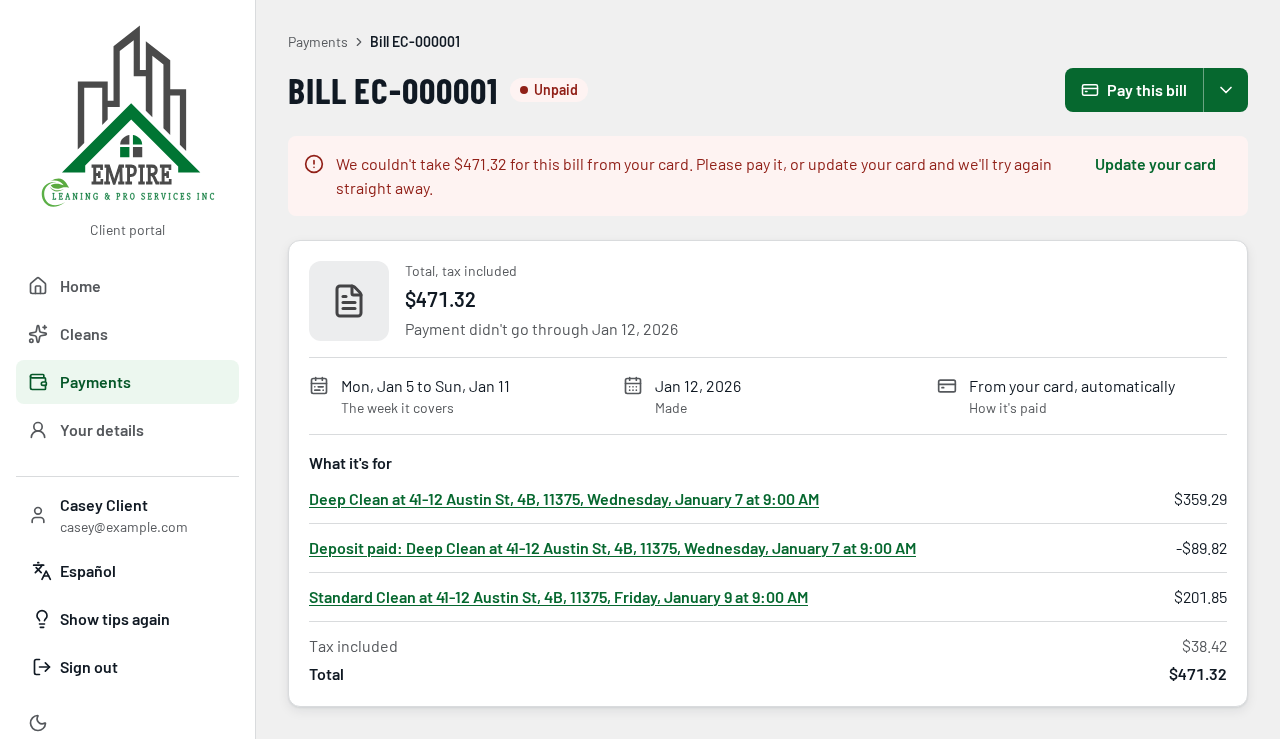 EMPIRE
LEANING & PRO SERVICES INC
Client portal
Home
Cleans
Payments
Your details
Casey Client
casey@example.com
Español
Show tips again
Sign out
Payments > Bill EC-000001
BILL EC-000001 Unpaid
Pay this bill
We couldn't take $471.32 for this bill from your card. Please pay it, or update your card and we'll try again
straight away.
Update your card
Total, tax included
$471.32
Payment didn't go through Jan 12, 2026
Mon, Jan 5 to Sun, Jan 11
The week it covers
Jan 12, 2026
Made
From your card, automatically
How it's paid
What it's for
Deep Clean at 41-12 Austin St, 4B, 11375, Wednesday, January 7 at 9:00 AM $359.29
Deposit paid: Deep Clean at 41-12 Austin St, 4B, 11375, Wednesday, January 7 at 9:00 AM -$89.82
Standard Clean at 41-12 Austin St, 4B, 11375, Friday, January 9 at 9:00 AM $201.85
Tax included $38.42
Total $471.32